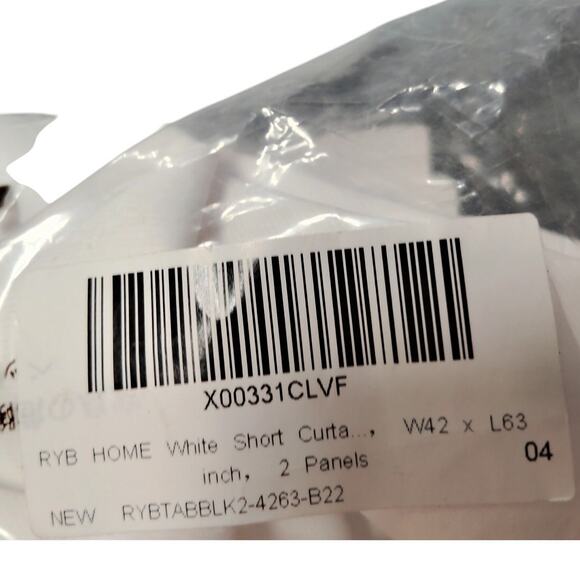 X00331CLVF
RYB HOME White Short Curta..., W42 x L63
inch, 2 Panels
04
NEW RYBTABBLK2-4263-B22